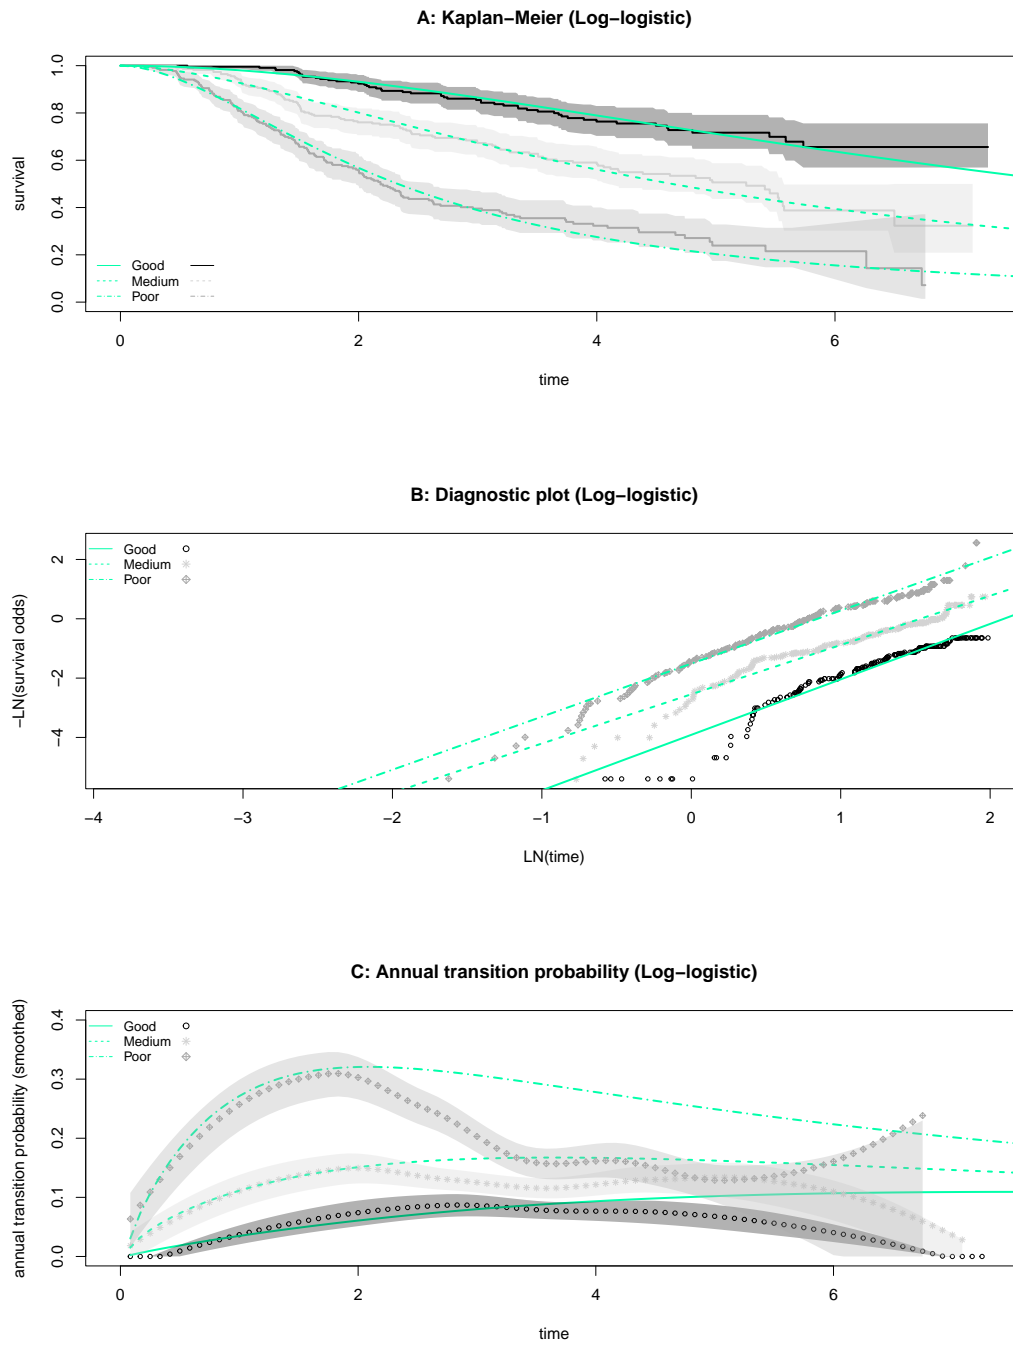 A: Kaplan−Meier (Log−logistic)
survival
1.0
0.8
0.6
0.4
0.2
0.0
Good
Medium
Poor
0 2 4 6
time
B: Diagnostic plot (Log−logistic)
−LN(survival odds)
2
0
−2
−4
Good
Medium
Poor
−4 −3 −2 −1 0 1 2
LN(time)
C: Annual transition probability (Log−logistic)
annual transition probability (smoothed)
0.4
0.3
0.2
0.1
0.0
Good
Medium
Poor
0 2 4 6
time